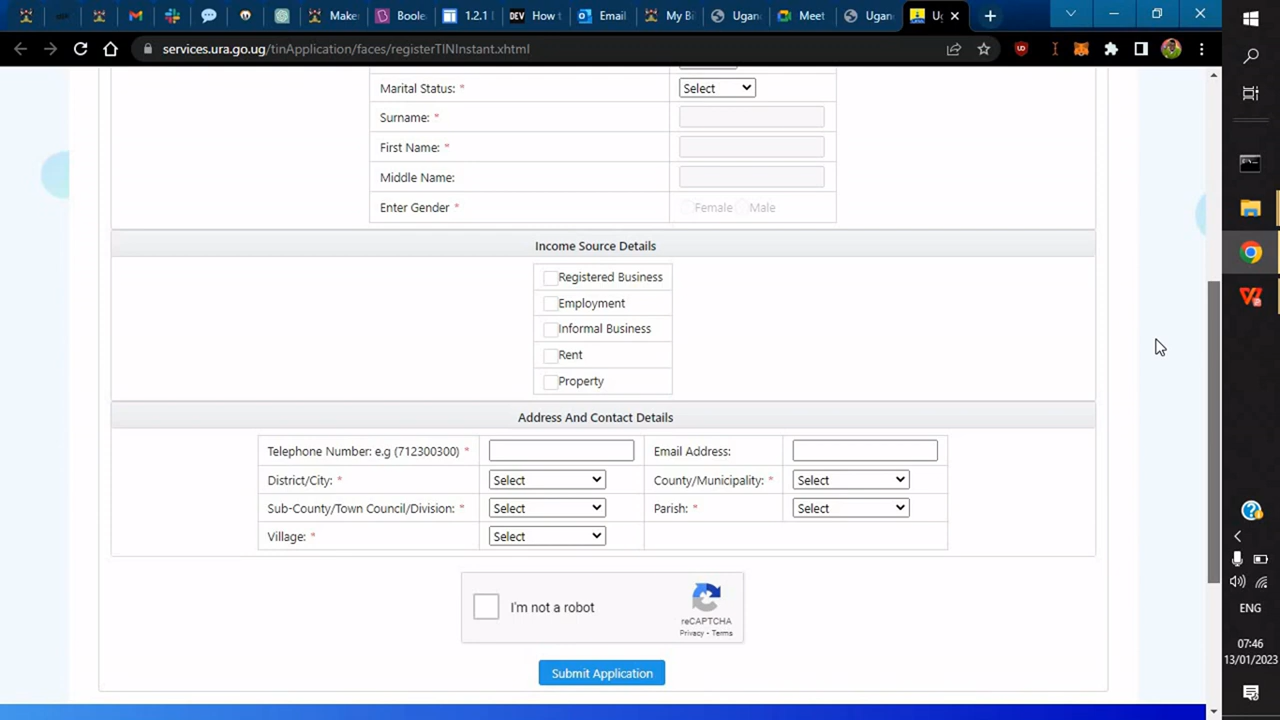 Maker
Boole
1.2.1
DEV
How t
Email
My Bi
Ugan
Meet
Ugan
Ug
services.ura.go.ug/tinApplication/faces/registerTINInstant.xhtml
Marital Status: * Select
Surname: *
First Name: *
Middle Name:
Enter Gender * Female Male
Income Source Details
Registered Business
Employment
Informal Business
Rent
Property
Address And Contact Details
Telephone Number: e.g (712300300) * Email Address:
District/City: * Select County/Municipality: * Select
Sub-County/Town Council/Division: * Select Parish: * Select
Village: * Select
I'm not a robot
reCAPTCHA
Privacy - Terms
Submit Application
ENG
07:46
13/01/2023